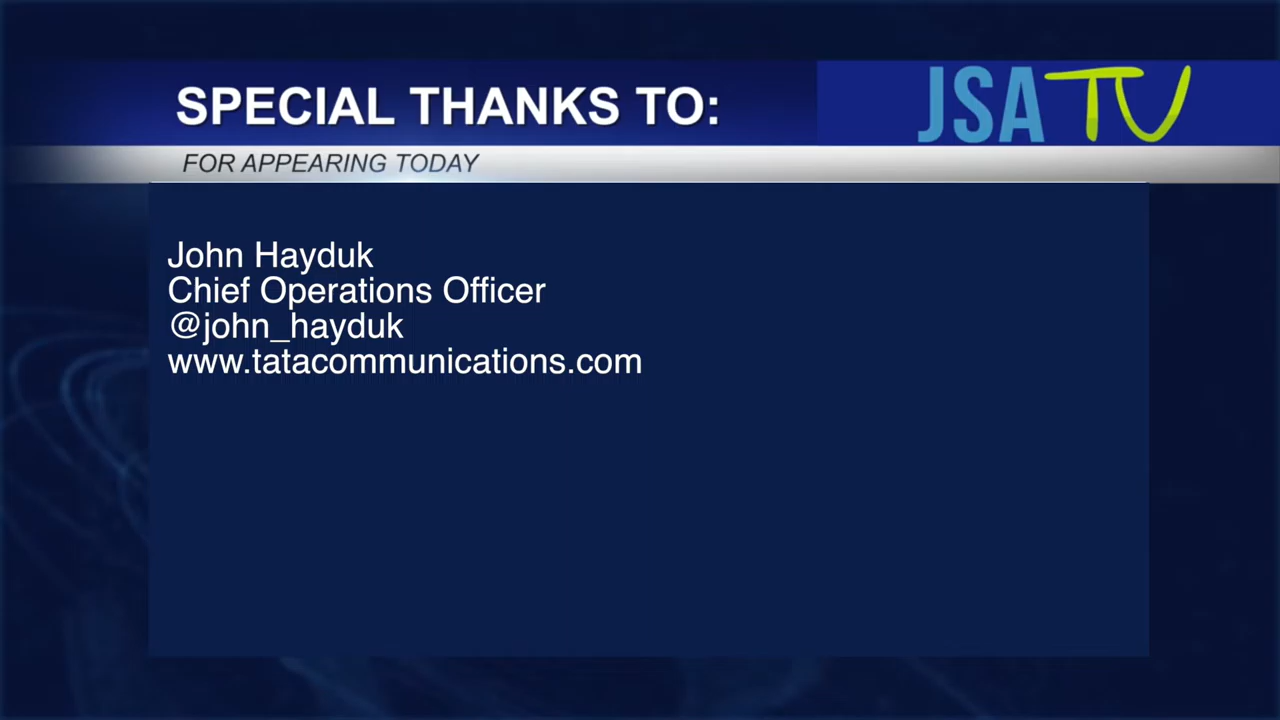 SPECIAL THANKS TO:
JSA TV
FOR APPEARING TODAY
John Hayduk
Chief Operations Officer
@john_hayduk
www.tatacommunications.com